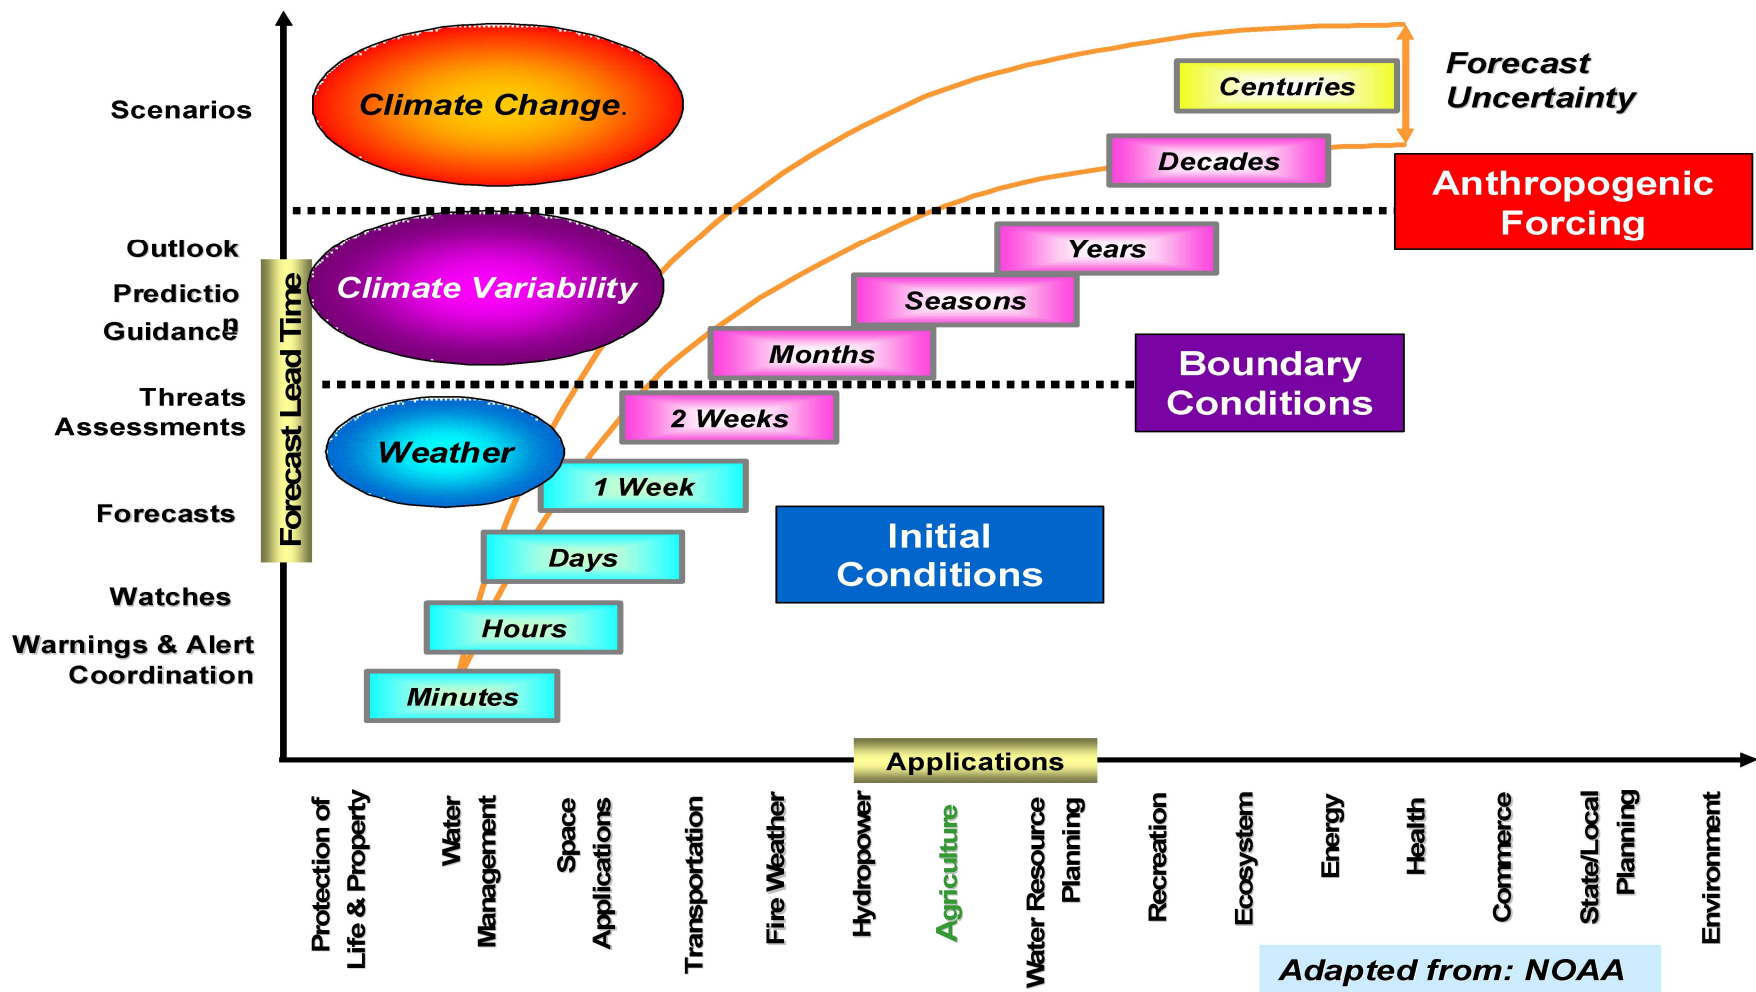 Scenarios
Outlook
Predictio
n
Guidance
Threats
Assessments
Forecasts
Watches
Warnings & Alert
Coordination
Forecast Lead Time
Climate Change.
Climate Variability
Weather
Centuries
Decades
Years
Seasons
Months
2 Weeks
1 Week
Days
Hours
Minutes
Forecast
Uncertainty
Anthropogenic
Forcing
Boundary
Conditions
Initial
Conditions
Applications
Protection of
Life & Property
Water
Management
Space
Applications
Transportation
Fire Weather
Hydropower
Agriculture
Water Resource
Planning
Recreation
Ecosystem
Energy
Health
Commerce
State/Local
Planning
Environment
Adapted from: NOAA